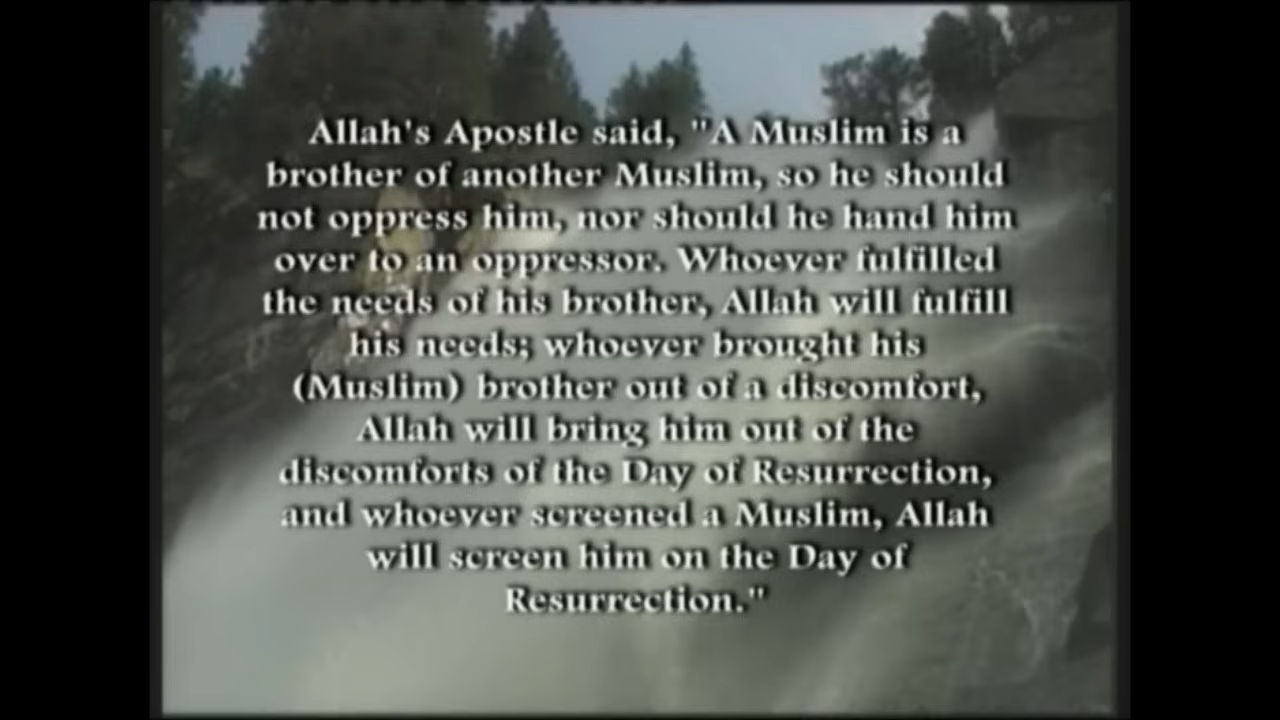 Allah's Apostle said, "A Muslim is a
brother of another Muslim, so he should
not oppress him, nor should he hand him
over to an oppressor. Whoever fulfilled
the needs of his brother, Allah will fulfill
his needs; whoever brought his
(Muslim) brother out of a discomfort,
Allah will bring him out of the
discomforts of the Day of Resurrection,
and whoever screened a Muslim, Allah
will screen him on the Day of
Resurrection."